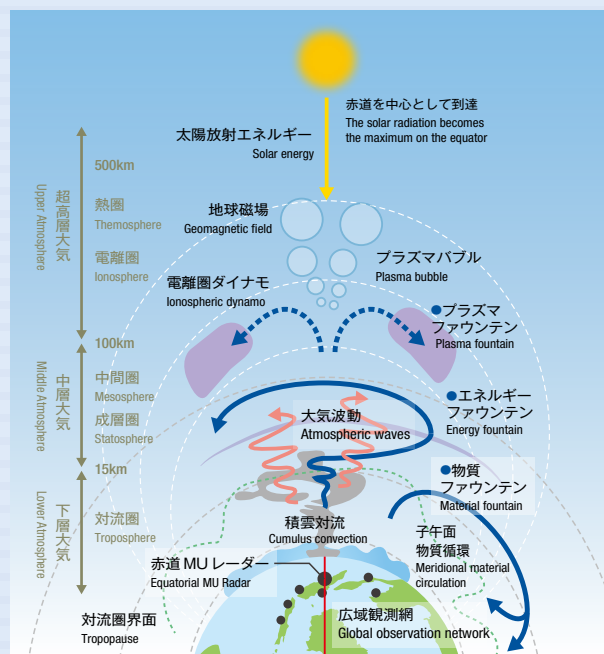 赤道を中心として到達
The solar radiation becomes
the maximum on the equator
太陽放射エネルギー
Solar energy
500km
超高層大気
Upper Atmosphere
熱圏
Thermosphere
電離圏
Ionosphere
地球磁場
Geomagnetic field
プラズマバブル
Plasma bubble
電離圏ダイナモ
Ionospheric dynamo
●プラズマ
ファウンテン
Plasma fountain
100km
中層大気
Middle Atmosphere
中間圏
Mesosphere
成層圏
Statosphere
●エネルギー
ファウンテン
Energy fountain
大気波動
Atmospheric waves
15km
下層大気
Lower Atmosphere
対流圏
Troposphere
●物質
ファウンテン
Material fountain
積雲対流
Cumulus convection
子午面
物質循環
Meridional material
circulation
赤道 MU レーダー
Equatorial MU Radar
対流圏界面
Tropopause
広域観測網
Global observation network